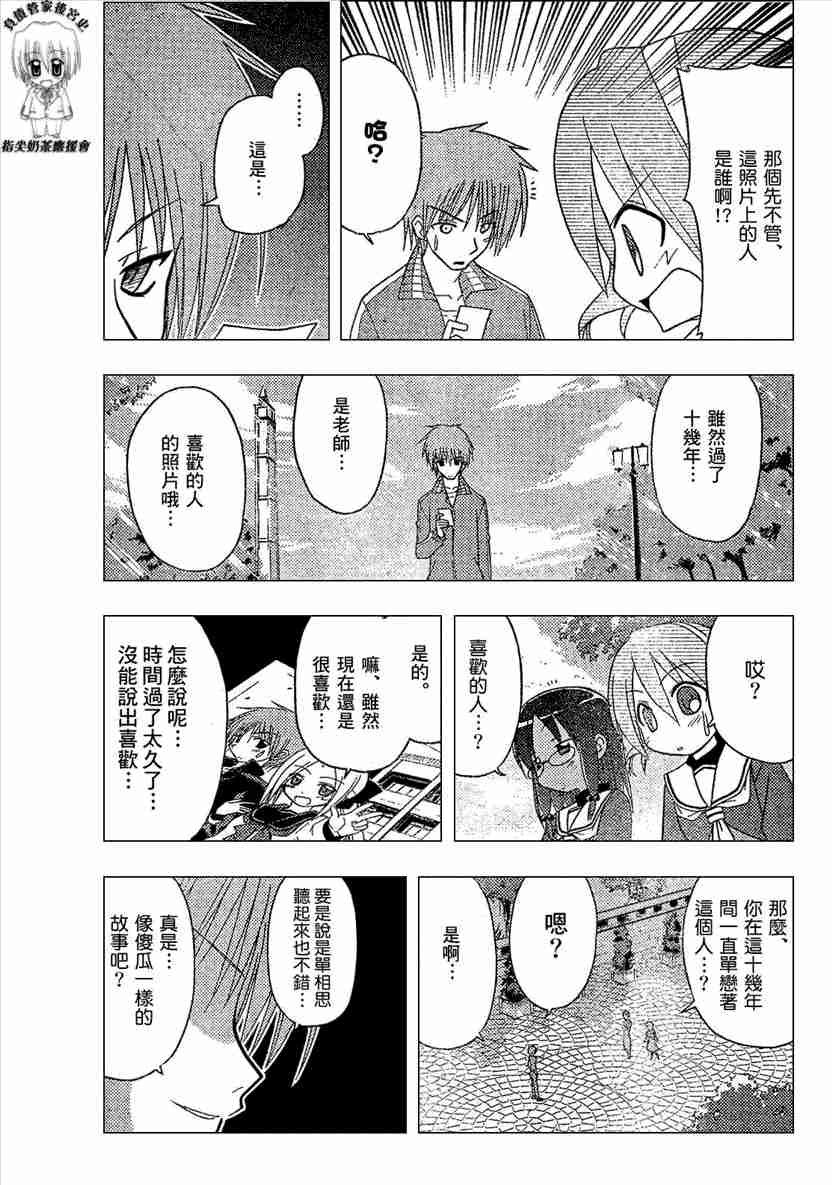 負債管家後宮史
指尖奶茶應援會
那個先不管、
這照片上的人
是誰啊!?
啥?
……
這是…
雖然過了
十幾年…
是老師…
喜歡的人
的照片哦…
哎?
喜歡的人…?
是的。
嘛、雖然
現在還是
很喜歡…
怎麼說呢…
時間過了太久了…
沒能說出喜歡…
那麼、
你在這十幾年
間一直單戀著
這個人…?
嗯?
是啊…
要是說是單相思
聽起來也不錯…
真是…
像傻瓜一樣的
故事吧?